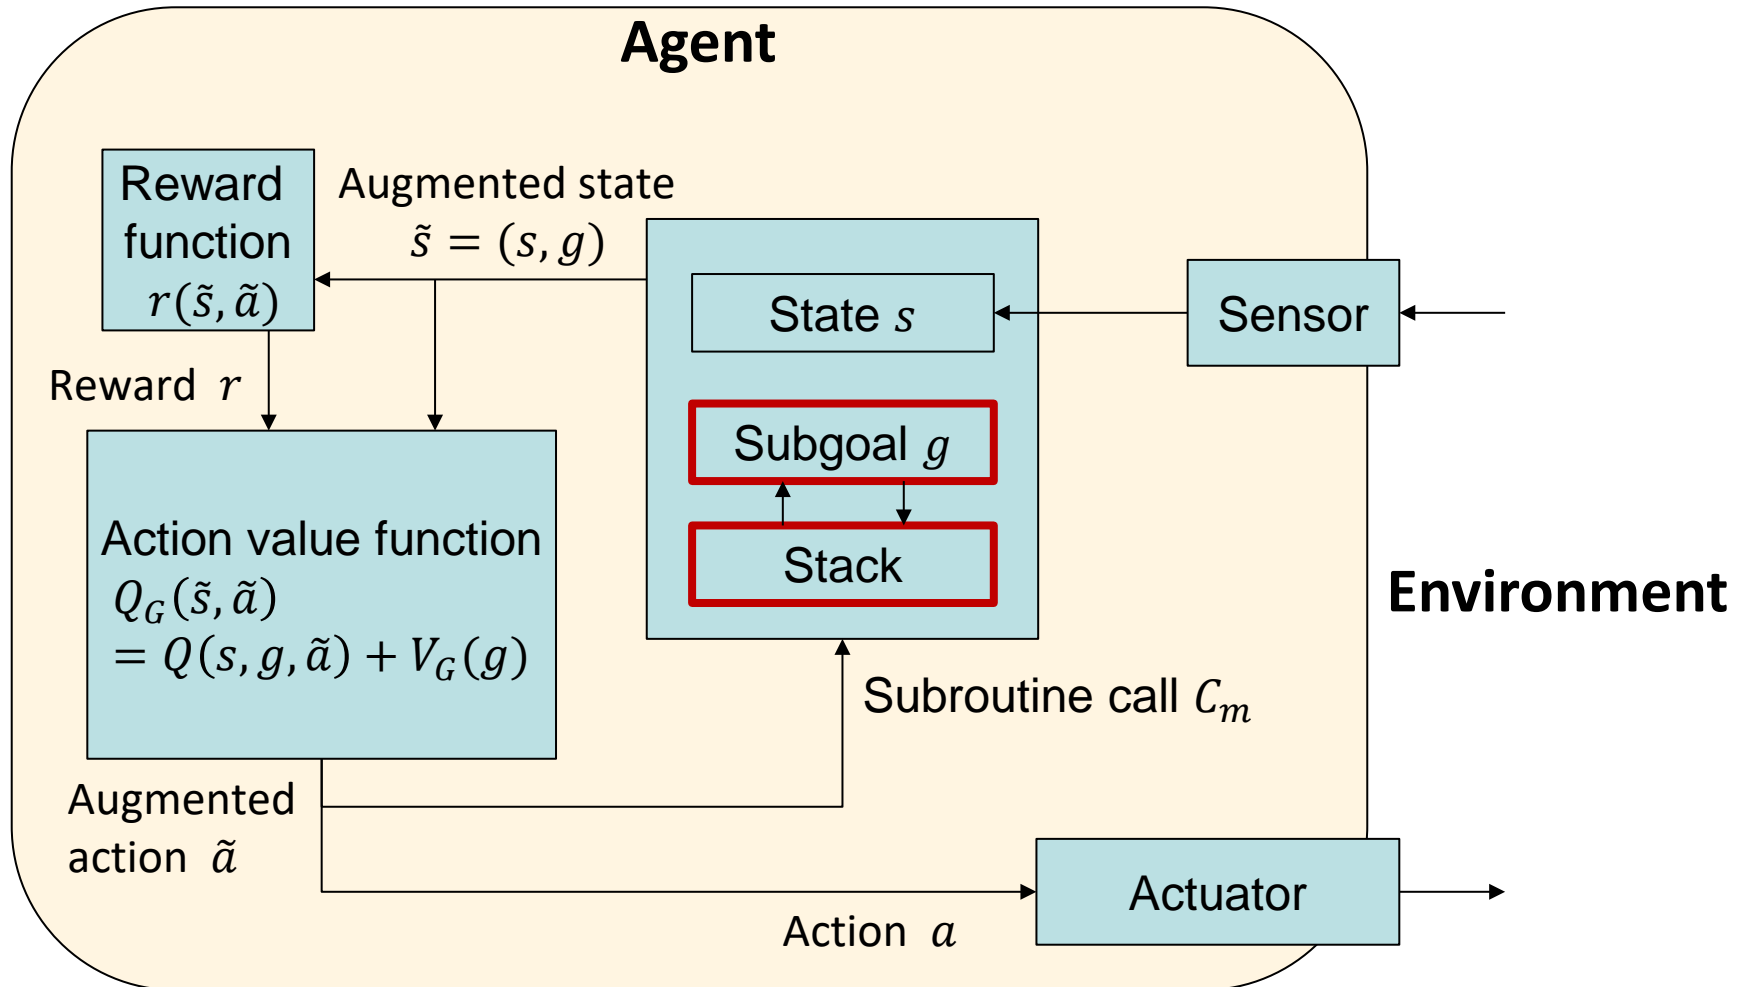 Agent
Reward
function
r(s̃, ã)
Augmented state
s̃ = (s, g)
State s
Sensor
Reward r
Subgoal g
Stack
Action value function
Q_G(s̃, ã)
= Q(s, g, ã) + V_G(g)
Environment
Subroutine call C_m
Augmented
action ã
Actuator
Action a